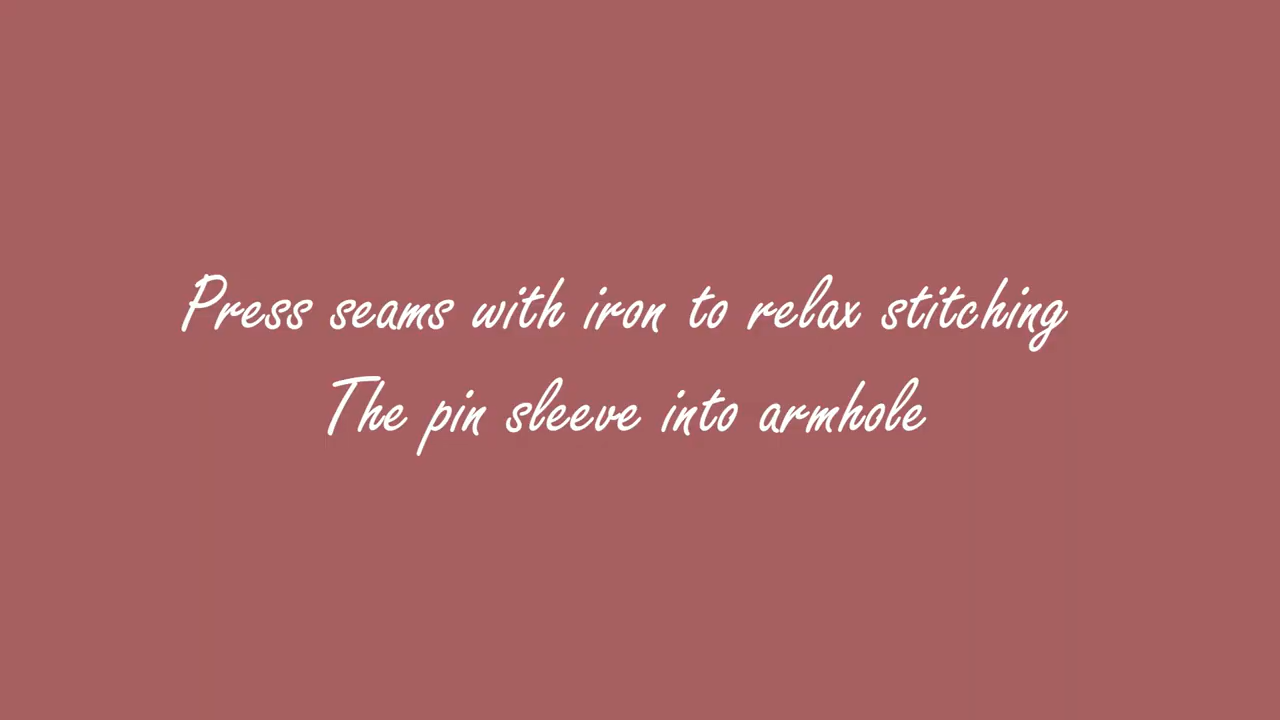 Press seams with iron to relax stitching
The pin sleeve into armhole